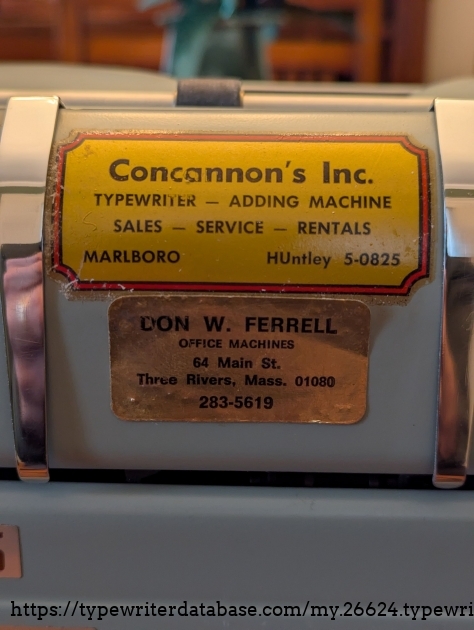 Concannon's Inc.
TYPEWRITER — ADDING MACHINE
SALES — SERVICE — RENTALS
MARLBORO HUntley 5-0825
DON W. FERRELL
OFFICE MACHINES
64 Main St.
Three Rivers, Mass. 01080
283-5619
https://typewriterdatabase.com/my.26624.typewri